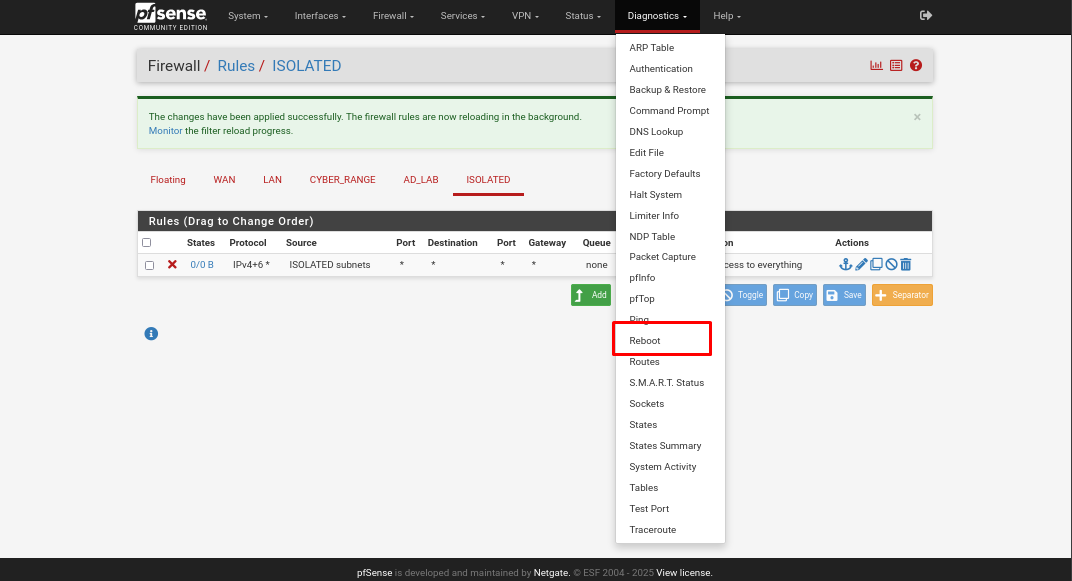 pfsense
COMMUNITY EDITION
System
Interfaces
Firewall
Services
VPN
Status
Diagnostics
Help
Firewall / Rules / ISOLATED
The changes have been applied successfully. The firewall rules are now reloading in the background.
Monitor the filter reload progress.
×
Floating
WAN
LAN
CYBER_RANGE
AD_LAB
ISOLATED
Rules (Drag to Change Order)
States Protocol Source Port Destination Port Gateway Queue on Actions
0/0 B IPv4+6 * ISOLATED subnets * * * * none cess to everything
Add
Toggle
Copy
Save
Separator
ARP Table
Authentication
Backup & Restore
Command Prompt
DNS Lookup
Edit File
Factory Defaults
Halt System
Limiter Info
NDP Table
Packet Capture
pfInfo
pfTop
Ping
Reboot
Routes
S.M.A.R.T. Status
Sockets
States
States Summary
System Activity
Tables
Test Port
Traceroute
pfSense is developed and maintained by Netgate. © ESF 2004 - 2025 View license.